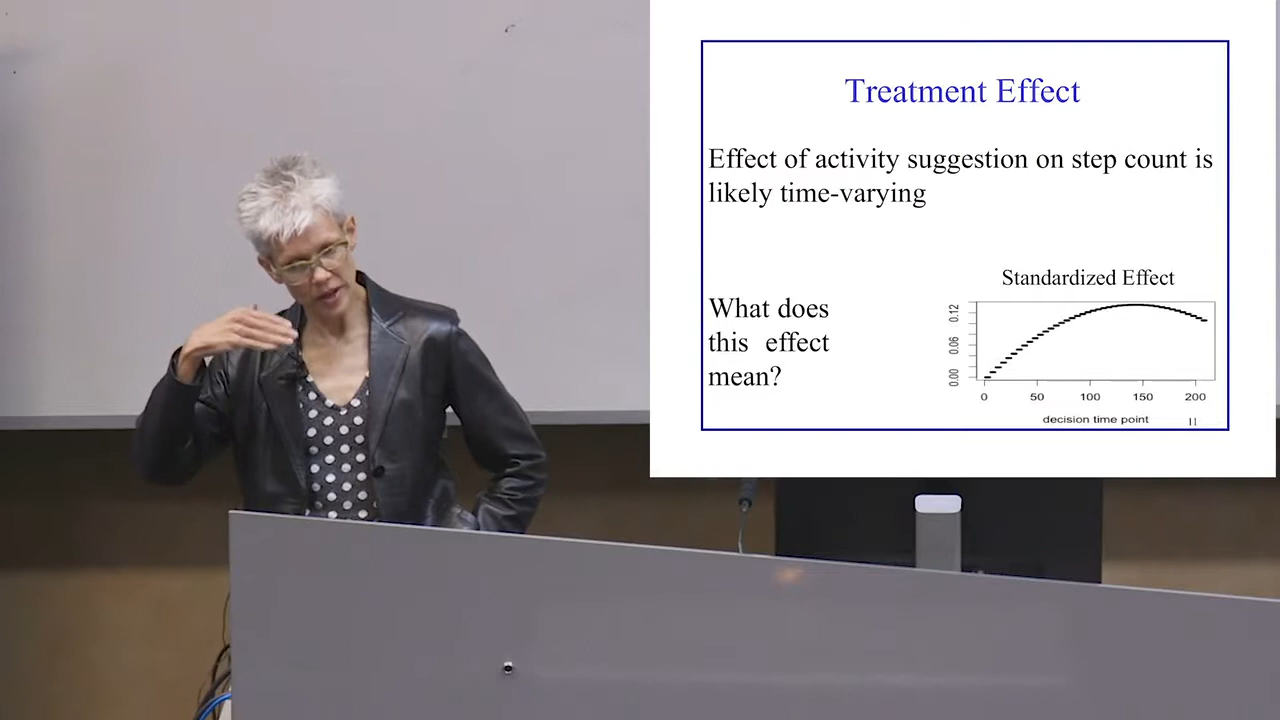 Treatment Effect
Effect of activity suggestion on step count is
likely time-varying
What does
this effect
mean?
Standardized Effect
0.12
0.06
0.00
0 50 100 150 200
decision time point
11